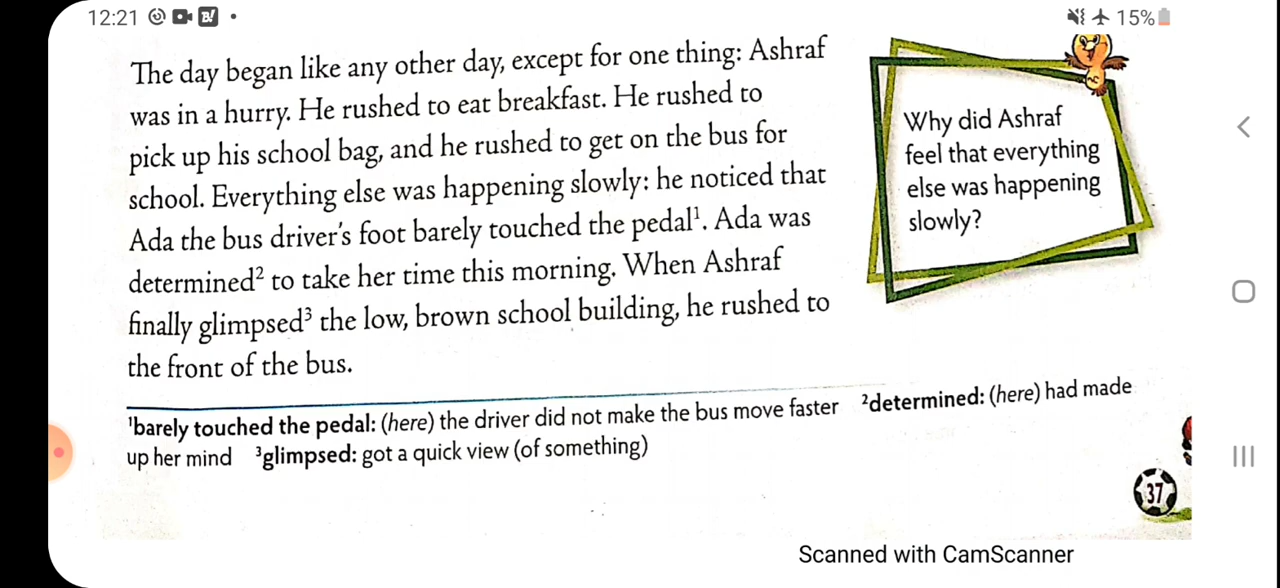 12:21
15%
The day began like any other day, except for one thing: Ashraf
was in a hurry. He rushed to eat breakfast. He rushed to
pick up his school bag, and he rushed to get on the bus for
school. Everything else was happening slowly: he noticed that
Ada the bus driver's foot barely touched the pedal¹. Ada was
determined² to take her time this morning. When Ashraf
finally glimpsed³ the low, brown school building, he rushed to
the front of the bus.
Why did Ashraf
feel that everything
else was happening
slowly?
¹barely touched the pedal: (here) the driver did not make the bus move faster ²determined: (here) had made
up her mind ³glimpsed: got a quick view (of something)
37
Scanned with CamScanner